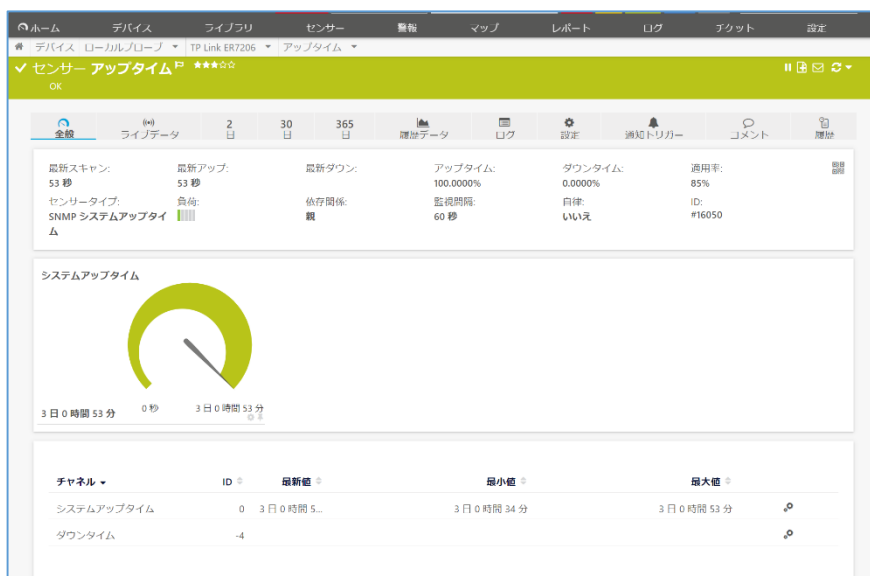 ホーム デバイス ライブラリ センサー 警報 マップ レポート ログ チケット 設定
デバイス ローカルプローブ TP Link ER7206 アップタイム
センサー アップタイム
OK
全般 ライブデータ 2 日 30 日 365 日 履歴データ ログ 設定 通知トリガー コメント 履歴
最新スキャン: 最新アップ: 最新ダウン: アップタイム: ダウンタイム: 適用率:
53 秒 53 秒 100.0000% 0.0000% 85%
センサータイプ: 負荷: 依存関係: 監視間隔: 自律: ID:
SNMP システムアップタイ 親 60 秒 いいえ #16050
ム
システムアップタイム
3 日 0 時間 53 分 0 秒 3 日 0 時間 53 分
チャネル ID 最新値 最小値 最大値
システムアップタイム 0 3 日 0 時間 5... 3 日 0 時間 34 分 3 日 0 時間 53 分
ダウンタイム -4